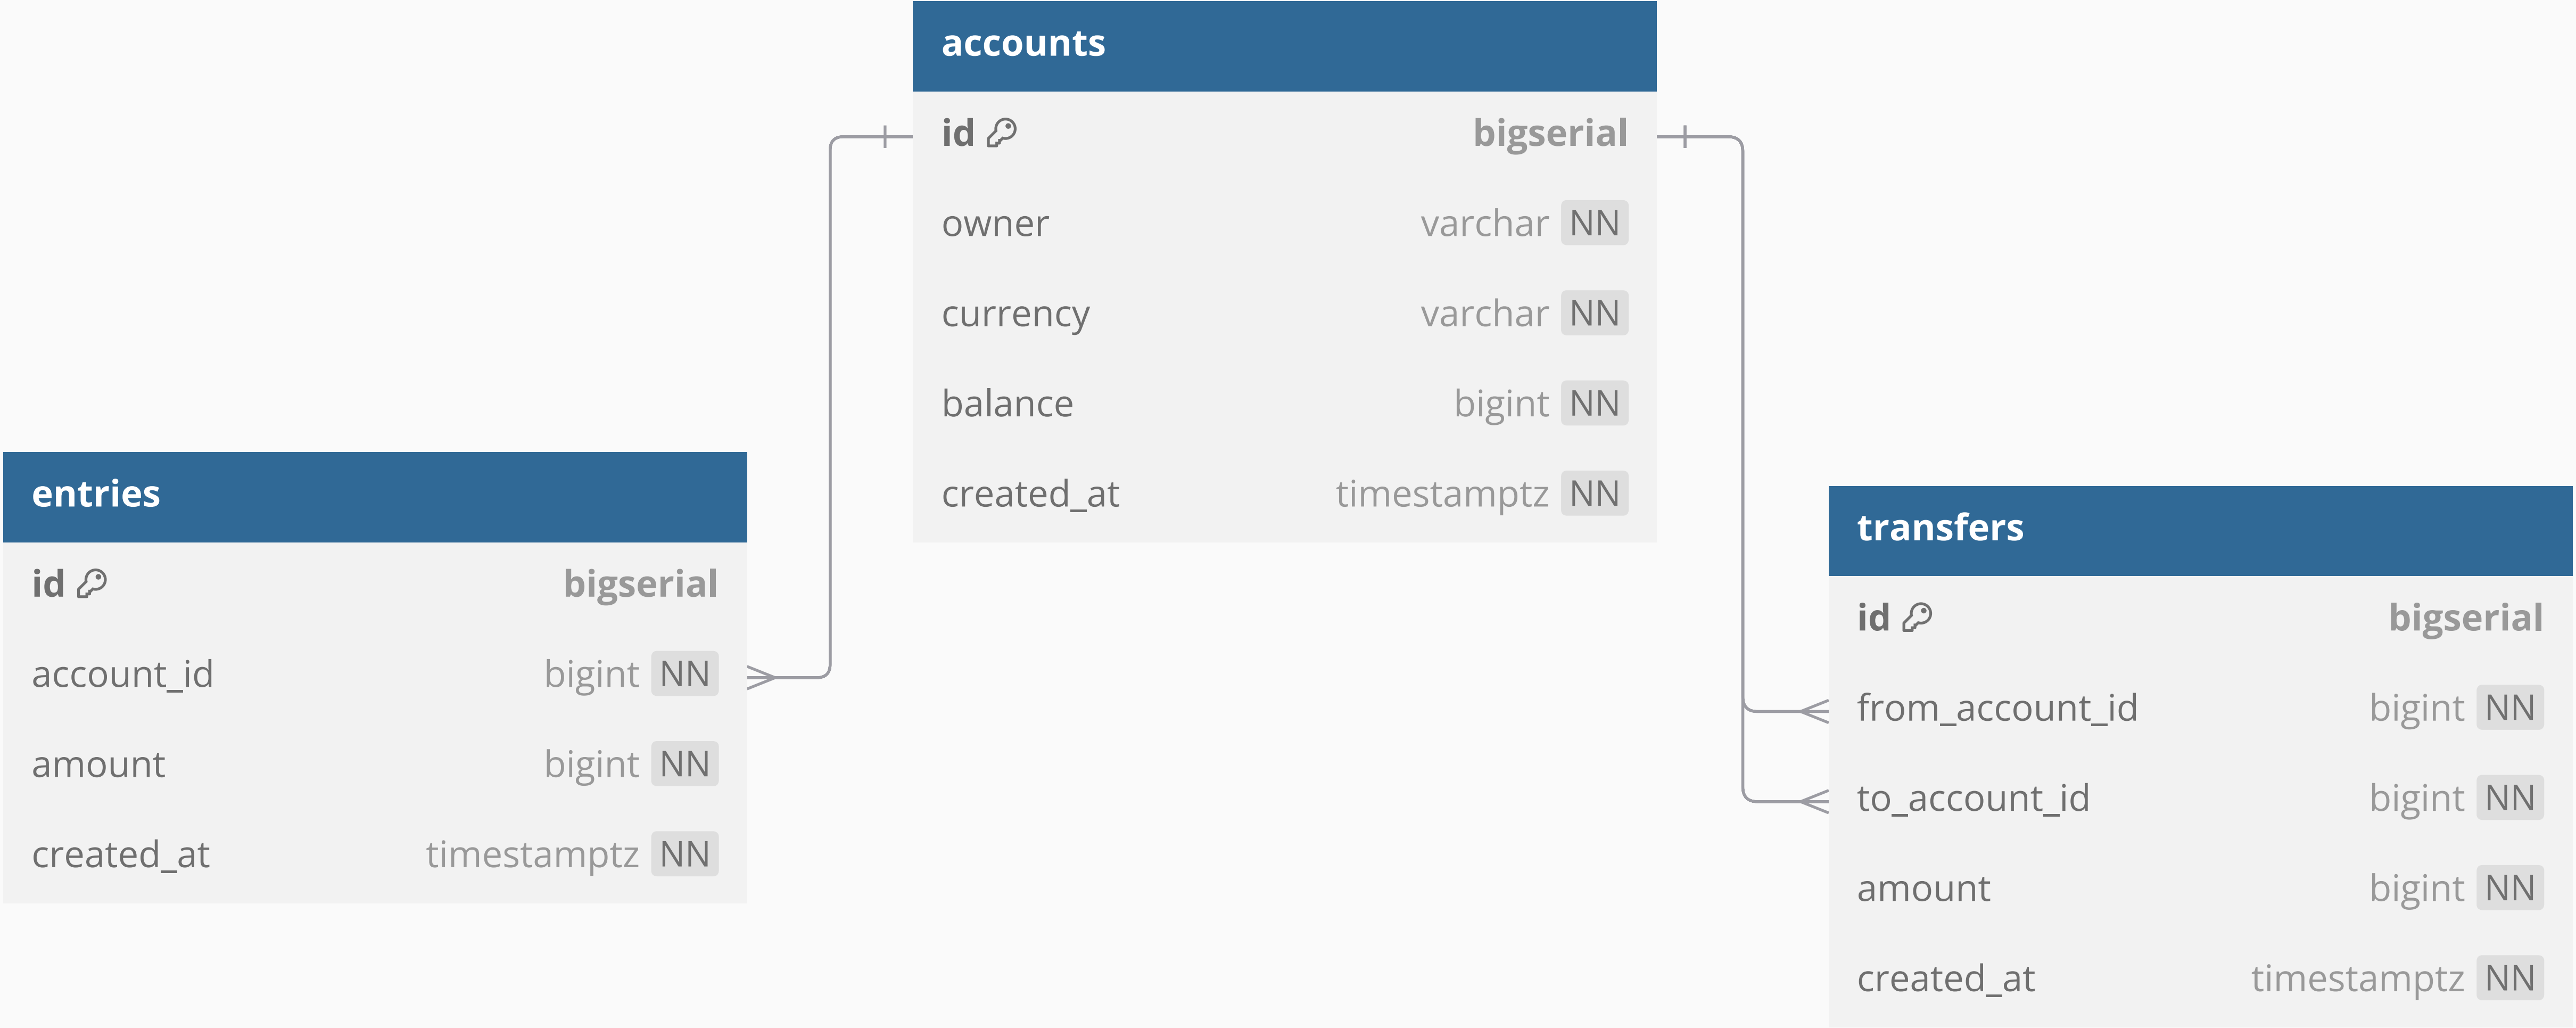 accounts
id bigserial
owner varchar NN
currency varchar NN
balance bigint NN
created_at timestamptz NN
entries
id bigserial
account_id bigint NN
amount bigint NN
created_at timestamptz NN
transfers
id bigserial
from_account_id bigint NN
to_account_id bigint NN
amount bigint NN
created_at timestamptz NN